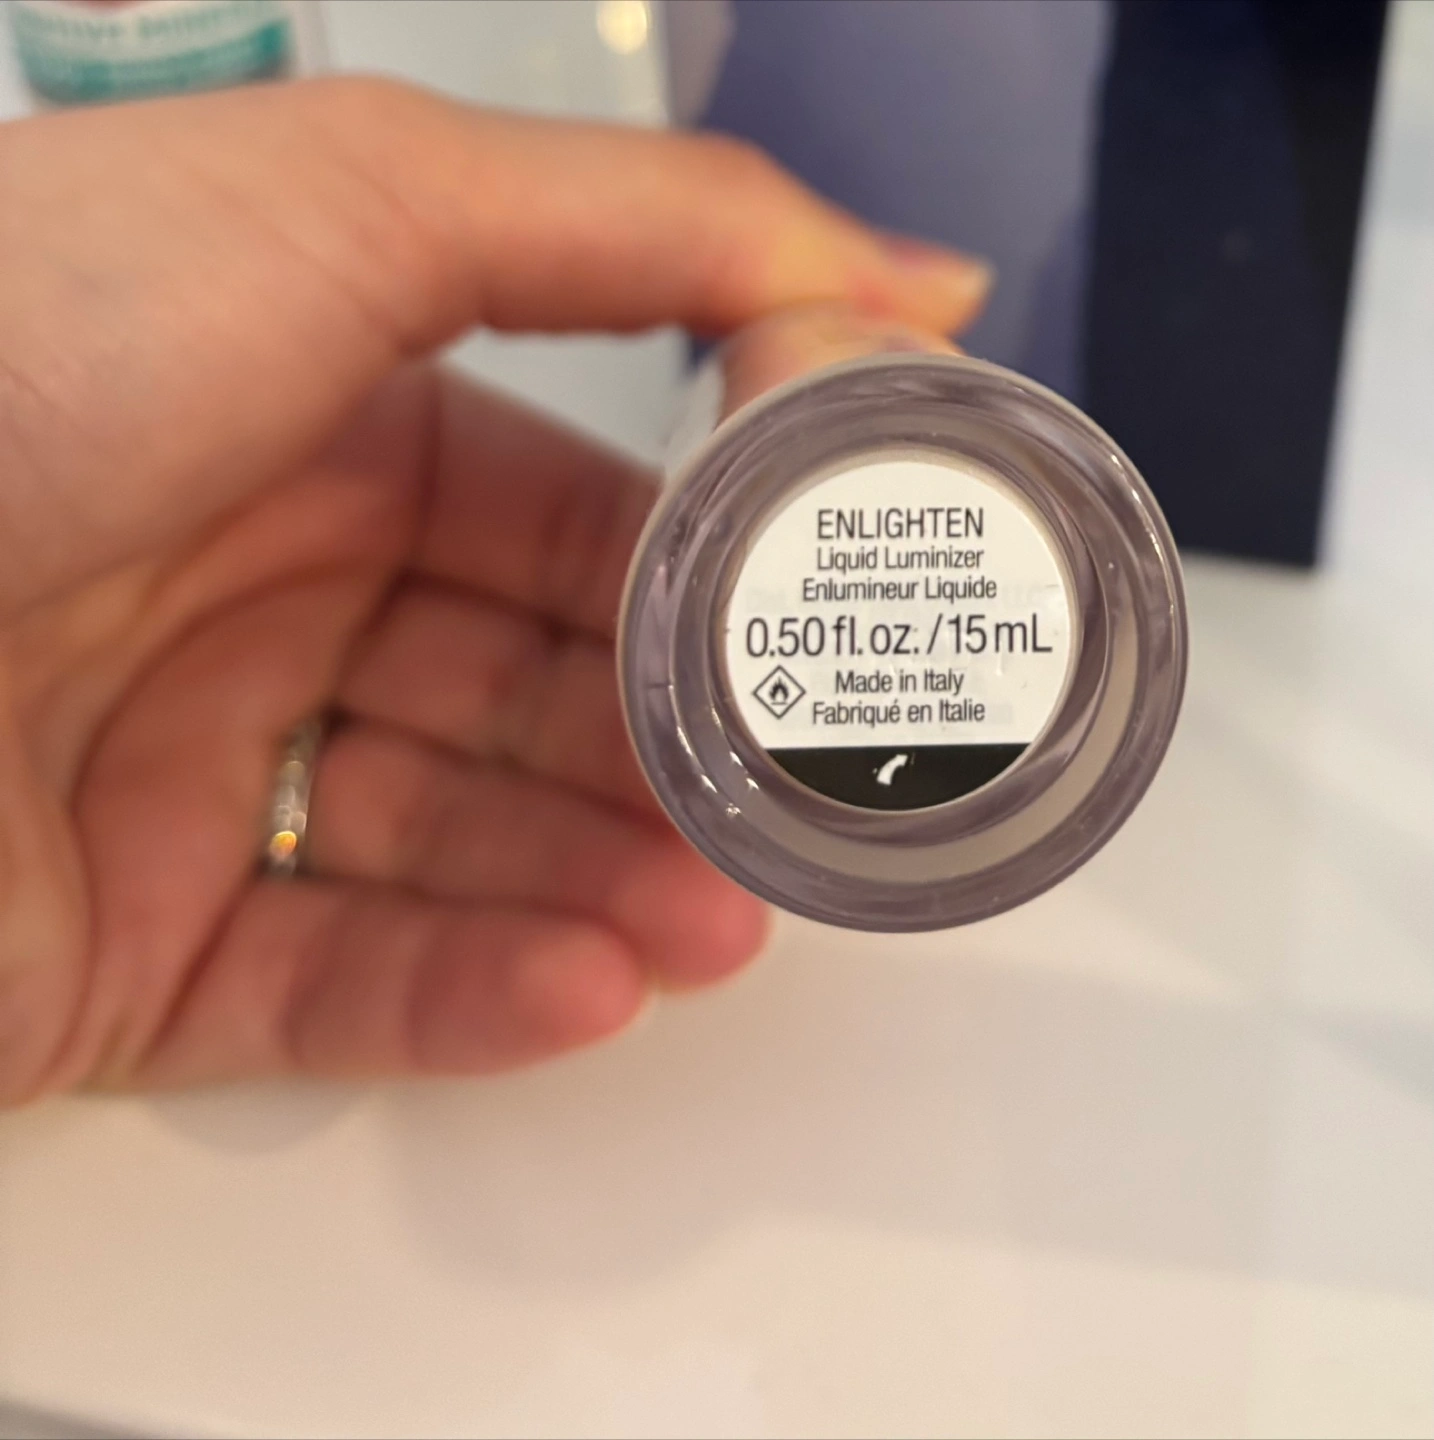 ENLIGHTEN
Liquid Luminizer
Enlumineur Liquide
0.50 fl. oz. / 15 mL
Made in Italy
Fabriqué en Italie